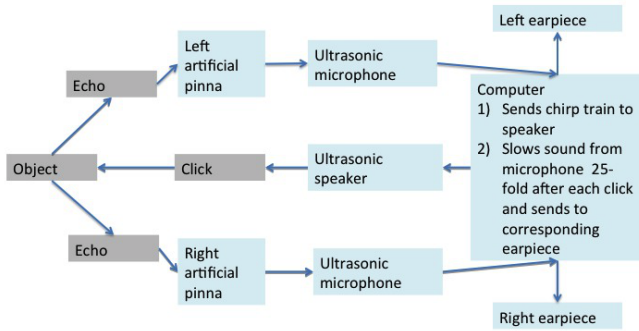 Left earpiece
Left
artificial
pinna
Ultrasonic
microphone
Echo
Computer
1) Sends chirp train to
speaker
2) Slows sound from
microphone 25-
fold after each click
and sends to
corresponding
earpiece
Object
Click
Ultrasonic
speaker
Echo
Right
artificial
pinna
Ultrasonic
microphone
Right earpiece